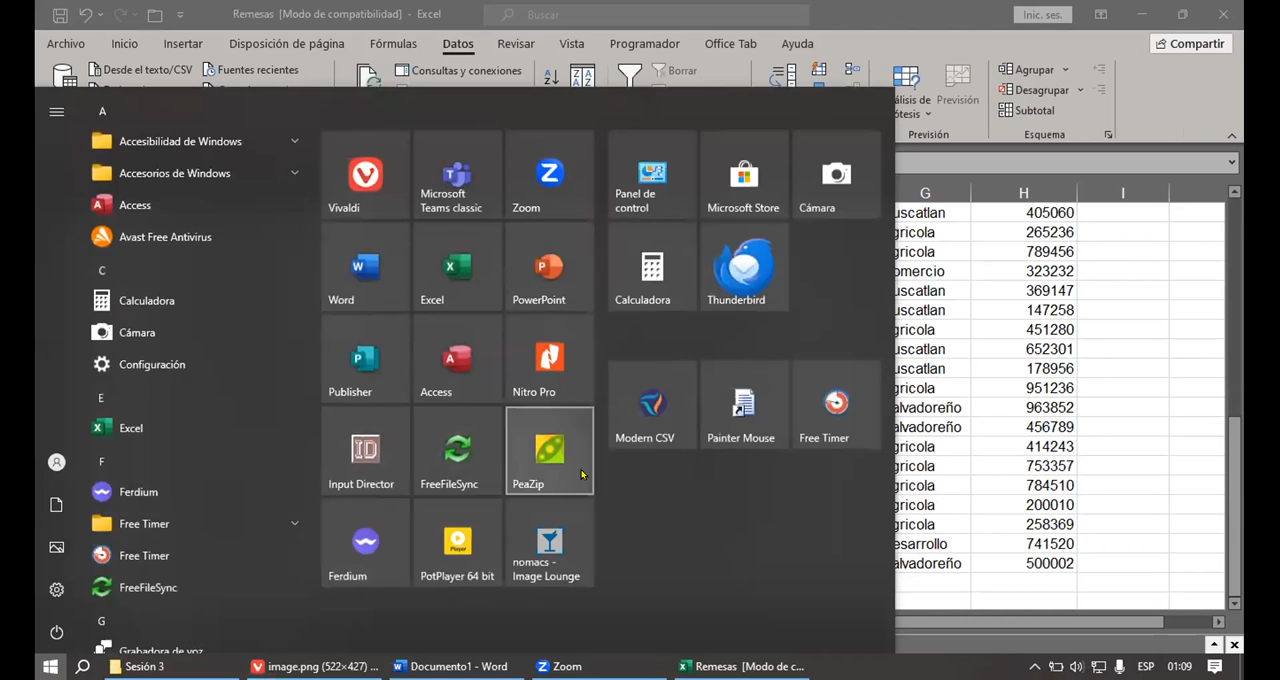 Remesas [Modo de compatibilidad] - Excel
Buscar
Inic. ses.
Archivo
Inicio
Insertar
Disposición de página
Fórmulas
Datos
Revisar
Vista
Programador
Office Tab
Ayuda
Compartir
Desde el texto/CSV
Fuentes recientes
Consultas y conexiones
Borrar
Previsión
Agrupar
Desagrupar
Subtotal
Previsión
Esquema
A
Accesibilidad de Windows
Accesorios de Windows
Access
Avast Free Antivirus
C
Calculadora
Cámara
Configuración
E
Excel
F
Ferdium
Free Timer
Free Timer
FreeFileSync
G
Grabadora de voz
Vivaldi
Microsoft Teams classic
Zoom
Word
Excel
PowerPoint
Publisher
Access
Nitro Pro
Input Director
FreeFileSync
PeaZip
Ferdium
PotPlayer 64 bit
nomacs - Image Lounge
Panel de control
Microsoft Store
Cámara
Calculadora
Thunderbird
Modern CSV
Painter Mouse
Free Timer
G H I
uscatlan 405060
gricola 265236
gricola 789456
omercio 323232
uscatlan 369147
uscatlan 147258
gricola 451280
uscatlan 652301
uscatlan 178956
gricola 951236
alvadoreño 963852
alvadoreño 456789
gricola 414243
gricola 753357
gricola 784510
gricola 200010
gricola 258369
esarrollo 741520
alvadoreño 500002
Sesión 3
image.png (522×427) ...
Documento1 - Word
Zoom
Remesas [Modo de c...
ESP
01:09